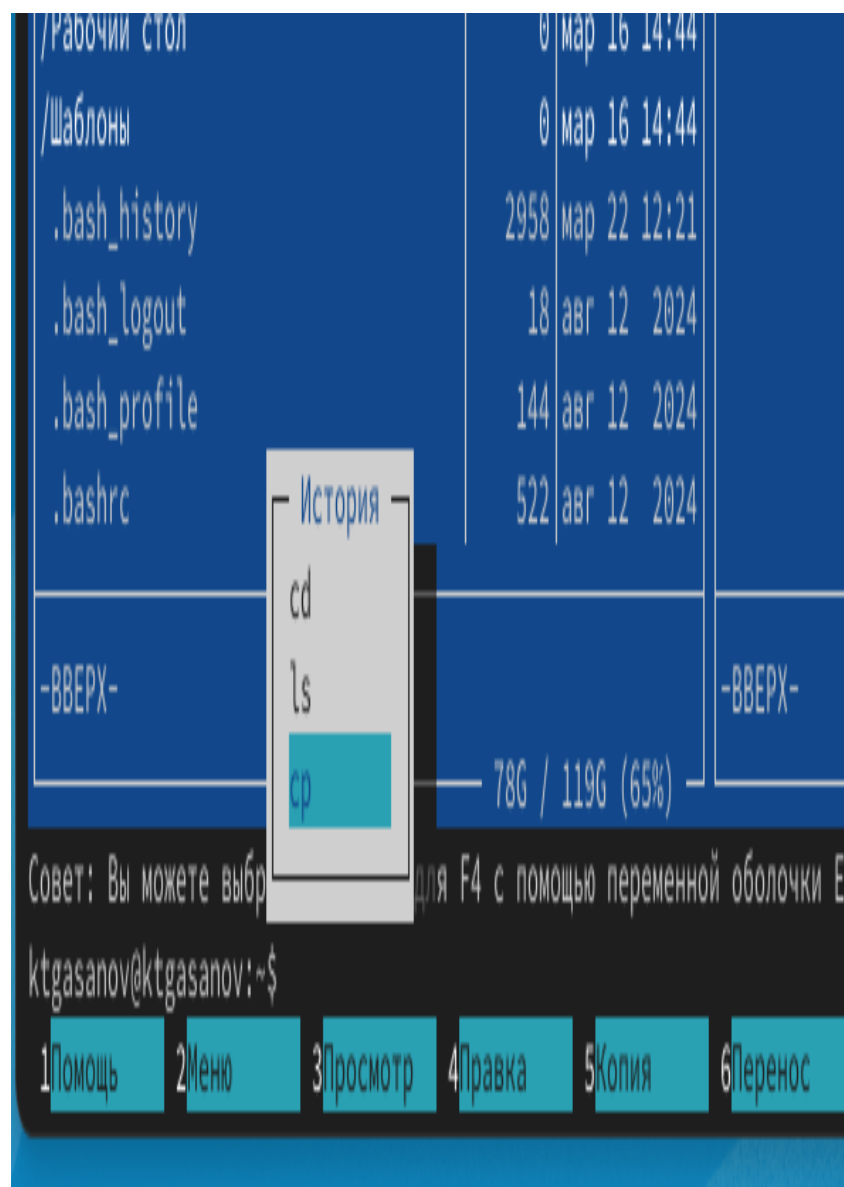 /Рабочий стол 0 мар 16 14:44
/Шаблоны 0 мар 16 14:44
.bash_history 2958 мар 22 12:21
.bash_logout 18 авг 12 2024
.bash_profile 144 авг 12 2024
.bashrc 522 авг 12 2024
История
cd
ls
cp
-ВВЕРХ- -ВВЕРХ-
78G / 119G (65%)
Совет: Вы можете выбр для F4 с помощью переменной оболочки E
ktgasanov@ktgasanov:~$
1Помощь 2Меню 3Просмотр 4Правка 5Копия 6Перенос